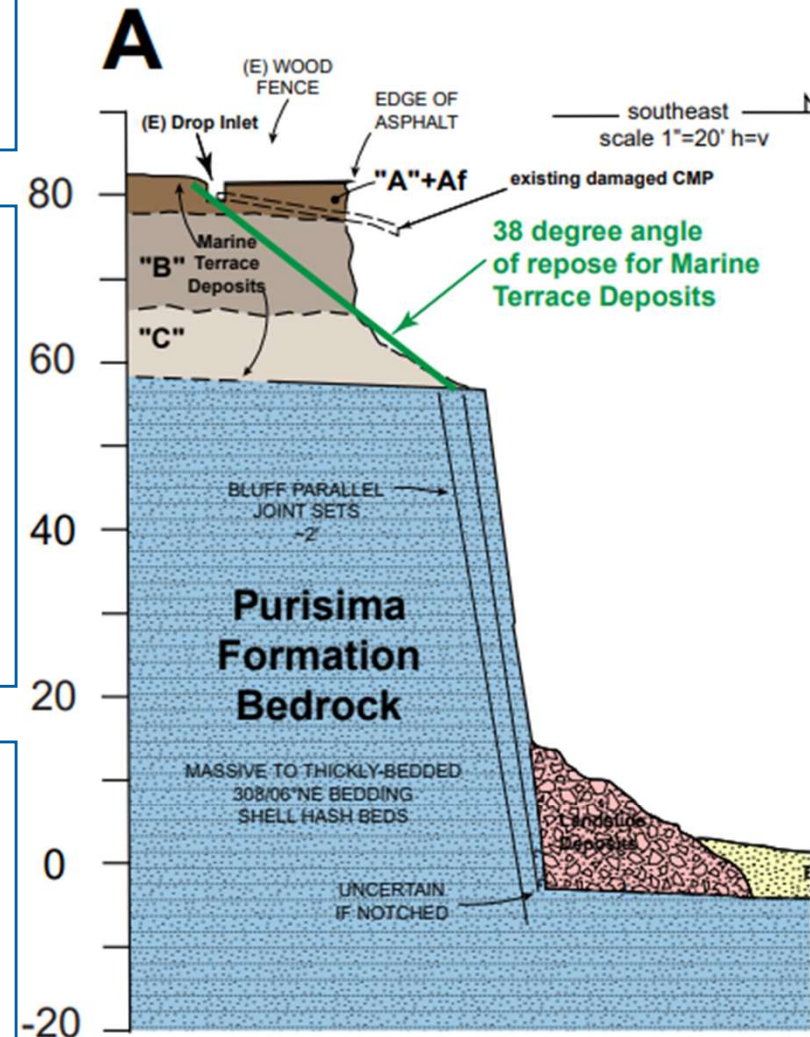 A
(E) WOOD
FENCE
(E) Drop Inlet
EDGE OF
ASPHALT
southeast
scale 1"=20' h=v
80
"A"+Af
existing damaged CMP
38 degree angle
of repose for Marine
Terrace Deposits
"B"
Marine
Terrace
Deposits
"C"
60
BLUFF PARALLEL
JOINT SETS
~2'
40
Purisima
Formation
Bedrock
20
MASSIVE TO THICKLY-BEDDED
308/06°NE BEDDING
SHELL HASH BEDS
Landslide
Deposits
0
UNCERTAIN
IF NOTCHED
-20